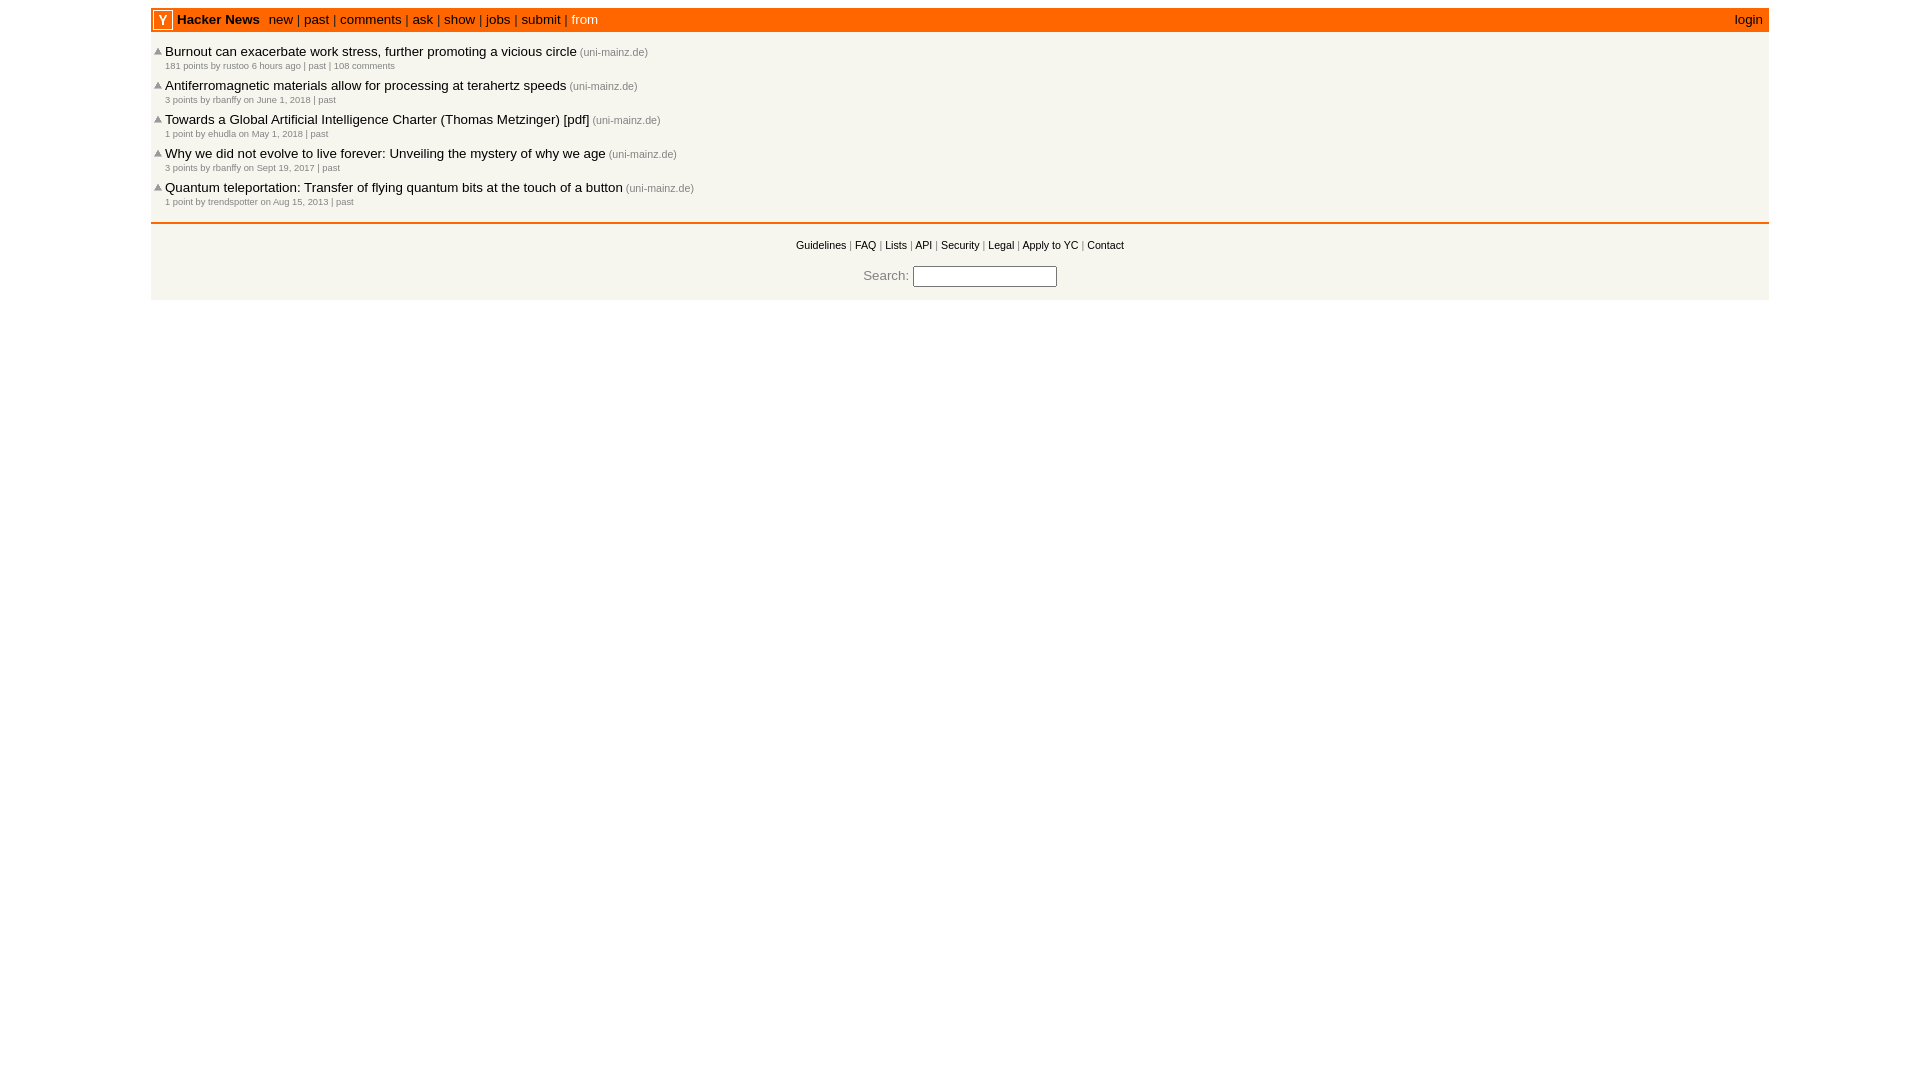 Y Hacker News new | past | comments | ask | show | jobs | submit | from login
Burnout can exacerbate work stress, further promoting a vicious circle (uni-mainz.de)
181 points by rustoo 6 hours ago | past | 108 comments
Antiferromagnetic materials allow for processing at terahertz speeds (uni-mainz.de)
3 points by rbanffy on June 1, 2018 | past
Towards a Global Artificial Intelligence Charter (Thomas Metzinger) [pdf] (uni-mainz.de)
1 point by ehudla on May 1, 2018 | past
Why we did not evolve to live forever: Unveiling the mystery of why we age (uni-mainz.de)
3 points by rbanffy on Sept 19, 2017 | past
Quantum teleportation: Transfer of flying quantum bits at the touch of a button (uni-mainz.de)
1 point by trendspotter on Aug 15, 2013 | past
Guidelines | FAQ | Lists | API | Security | Legal | Apply to YC | Contact
Search: